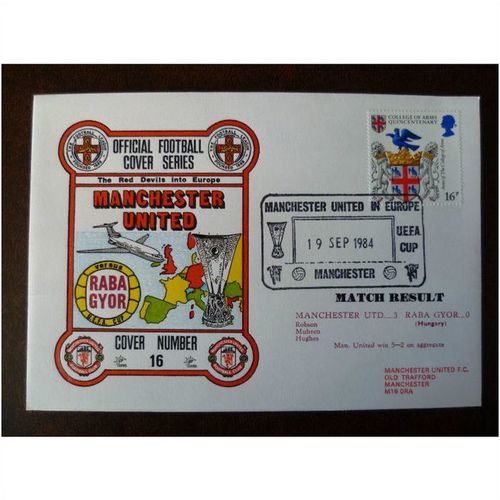 OFFICIAL FOOTBALL
COVER SERIES
The Red Devils into Europe
MANCHESTER
UNITED
versus
RABA
GYOR
U.E.F.A. CUP
COVER NUMBER
16
COLLEGE OF ARMS
QUINCENTENARY
16P
MANCHESTER UNITED IN EUROPE
19 SEP 1984
UEFA
CUP
MANCHESTER
MATCH RESULT
MANCHESTER UTD...3 RABA GYOR...0
(Hungary)
Robson
Muhren
Hughes
Man. United win 5-2 on aggregate
MANCHESTER UNITED F.C.
OLD TRAFFORD
MANCHESTER
M16 0RA